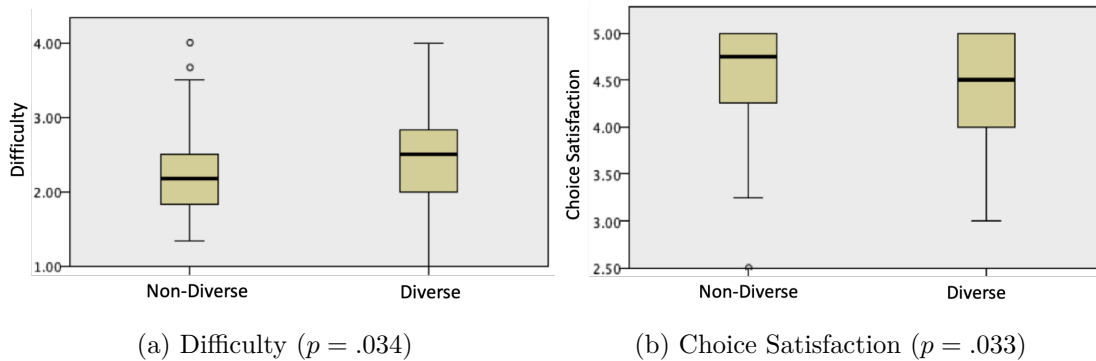 Difficulty
4.00
3.00
2.00
1.00
Non-Diverse
Diverse
(a) Difficulty (p = .034)
Choice Satisfaction
5.00
4.50
4.00
3.50
3.00
2.50
Non-Diverse
Diverse
(b) Choice Satisfaction (p = .033)